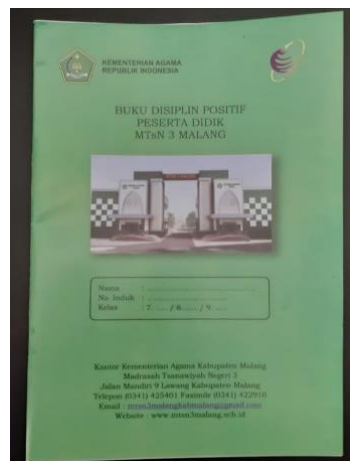 KEMENTERIAN AGAMA
REPUBLIK INDONESIA
BUKU DISIPLIN POSITIF
PESERTA DIDIK
MTsN 3 MALANG
Nama : ........................................
No. Induk : ........................................
Kelas : 7. ..... / 8. ..... / 9. .....
Kantor Kementerian Agama Kabupaten Malang
Madrasah Tsanawiyah Negeri 3
Jalan Mandiri 9 Lawang Kabupaten Malang
Telepon (0341) 425401 Faximile (0341) 422916
Email :
Website : www.mtsn3malang.sch.id